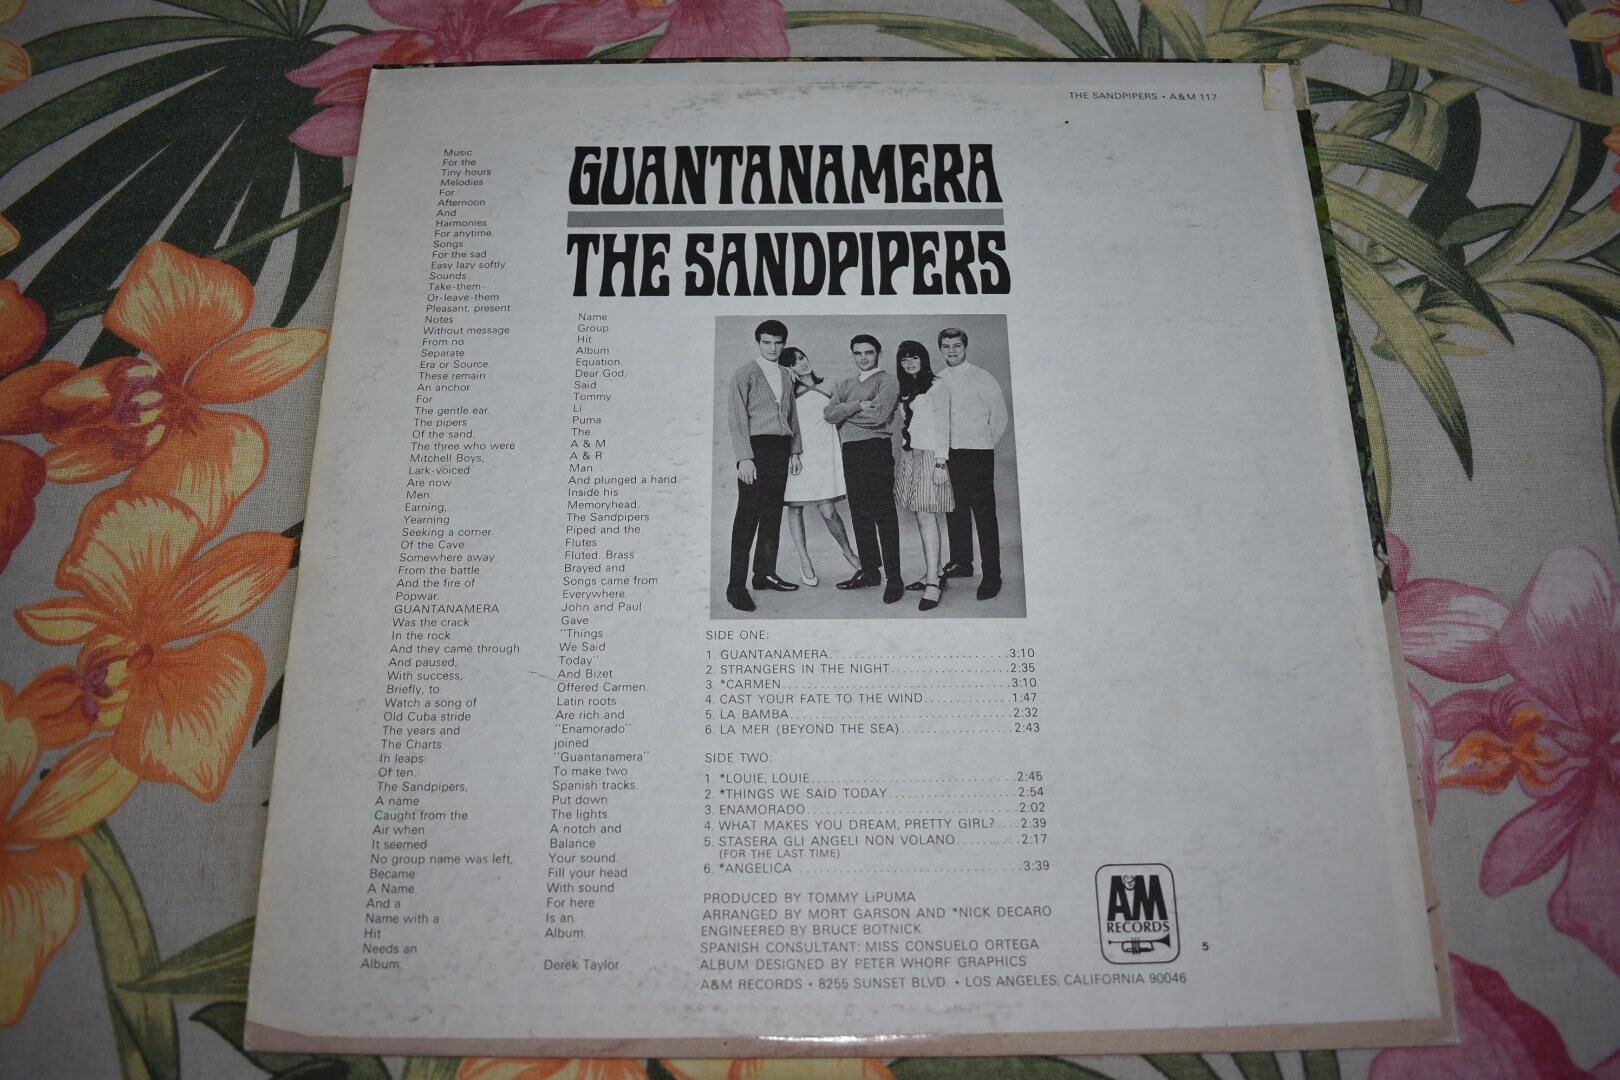 THE SANDPIPERS • A&M 117
GUANTANAMERA
THE SANDPIPERS
Music
For the
Tiny hours
Melodies
For
Afternoon
And
Harmonies
For anytime.
Songs
For the sad
Easy lazy softly
Sounds
Take-them-
Or-leave-them
Pleasant, present
Notes
Without message
From no
Separate
Era or Source.
These remain
An anchor
For
The gentle ear.
The pipers
Of the sand,
The three who were
Mitchell Boys,
Lark-voiced
Are now
Men.
Earning,
Yearning
Seeking a corner
Of the Cave
Somewhere away
From the battle
And the fire of
Popwar.
GUANTANAMERA
Was the crack
In the rock
And they came through
And paused,
With success,
Briefly, to
Watch a song of
Old Cuba stride
The years and
The Charts
In leaps
Of ten.
The Sandpipers,
A name
Caught from the
Air when
It seemed
No group name was left,
Became
A Name.
And a
Name with a
Hit
Needs an
Album.
Name
Group
Hit
Album
Equation.
Dear God,
Said
Tommy
Li
Puma
The
A & M
A & R
Man
And plunged a hand
Inside his
Memoryhead.
The Sandpipers
Piped and the
Flutes
Fluted. Brass
Brayed and
Songs came from
Everywhere.
John and Paul
Gave
"Things
We Said
Today"
And Bizet
Offered Carmen.
Latin roots
Are rich and
"Enamorado"
joined
"Guantanamera"
To make two
Spanish tracks.
Put down
The lights
A notch and
Balance
Your sound.
Fill your head
With sound
For here
Is an
Album.
Derek Taylor
SIDE ONE:
1. GUANTANAMERA...........................3:10
2. STRANGERS IN THE NIGHT..................2:35
3. *CARMEN...................................3:10
4. CAST YOUR FATE TO THE WIND.............1:47
5. LA BAMBA..................................2:32
6. LA MER (BEYOND THE SEA).................2:43
SIDE TWO:
1. *LOUIE, LOUIE..............................2:45
2. *THINGS WE SAID TODAY...................2:54
3. ENAMORADO...............................2:02
4. WHAT MAKES YOU DREAM, PRETTY GIRL?....2:39
5. STASERA GLI ANGELI NON VOLANO..........2:17
(FOR THE LAST TIME)
6. *ANGELICA..................................3:39
PRODUCED BY TOMMY LiPUMA
ARRANGED BY MORT GARSON AND *NICK DECARO
ENGINEERED BY BRUCE BOTNICK
SPANISH CONSULTANT: MISS CONSUELO ORTEGA
ALBUM DESIGNED BY PETER WHORF GRAPHICS
A&M RECORDS • 8255 SUNSET BLVD. • LOS ANGELES, CALIFORNIA 90046
A&M
RECORDS
5